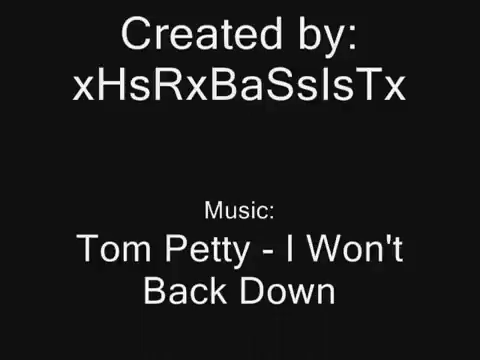 Created by:
xHsRxBaSsIsTx
Music:
Tom Petty - I Won't
Back Down